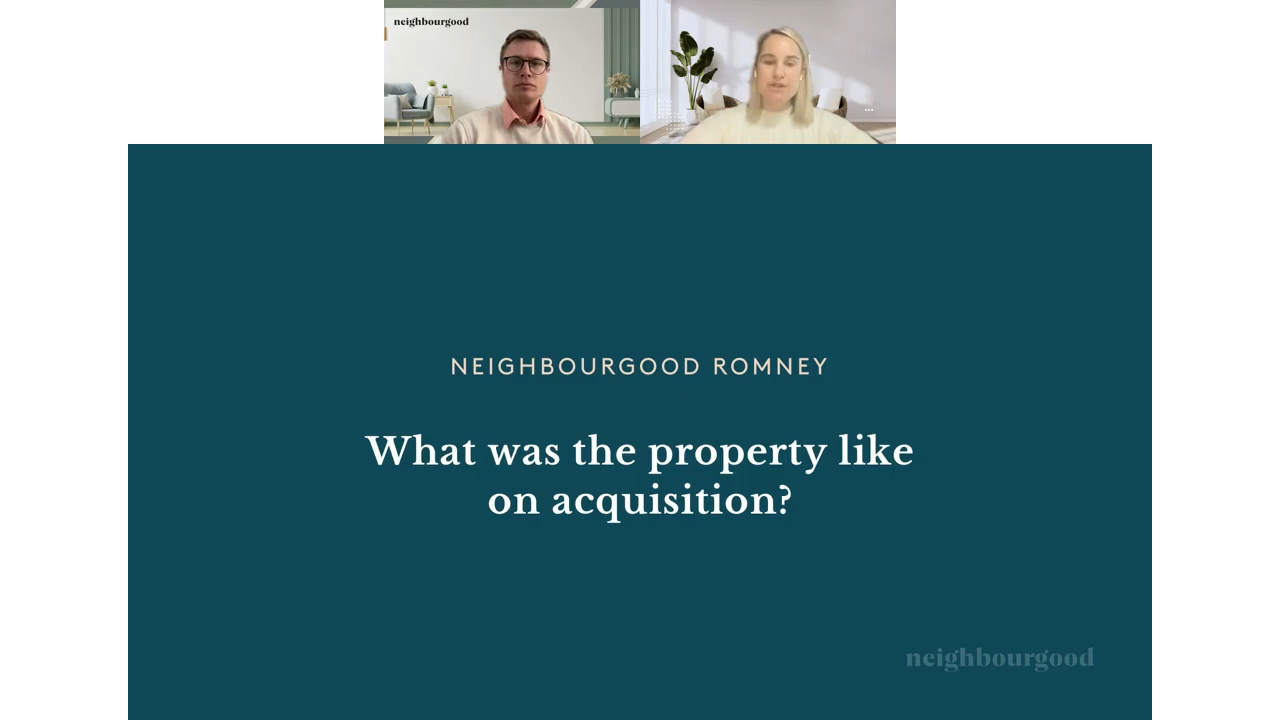 neighbourgood
NEIGHBOURGOOD ROMNEY
What was the property like
on acquisition?
neighbourgood